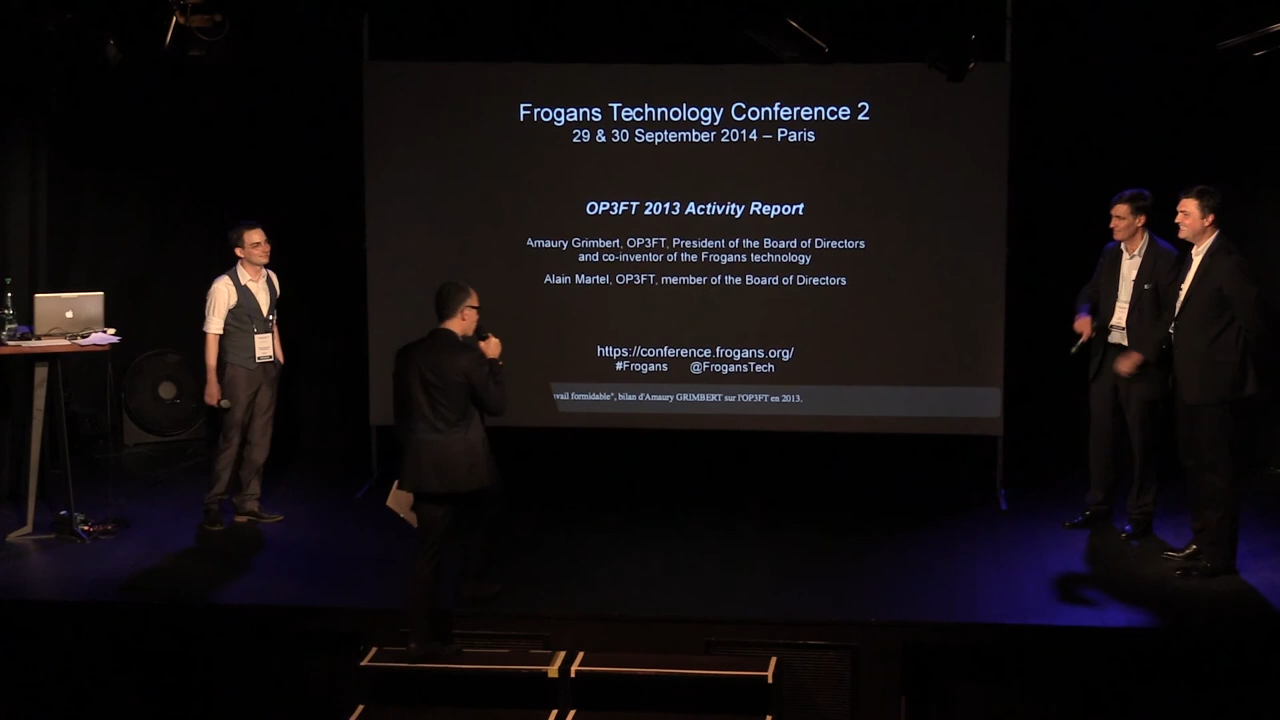 Frogans Technology Conference 2
29 & 30 September 2014 – Paris
OP3FT 2013 Activity Report
Amaury Grimbert, OP3FT, President of the Board of Directors
and co-inventor of the Frogans technology
Alain Martel, OP3FT, member of the Board of Directors
https://conference.frogans.org/
#Frogans @FrogansTech
vail formidable", bilan d'Amaury GRIMBERT sur l'OP3FT en 2013.